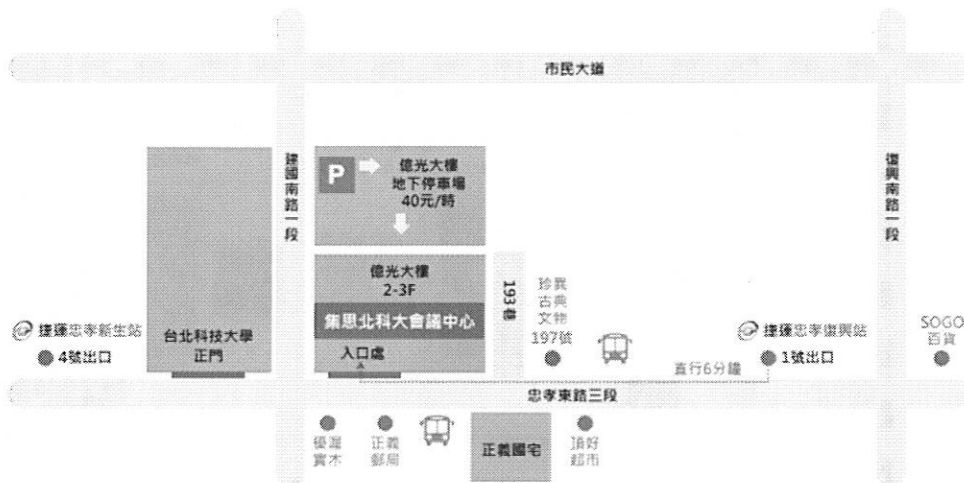 市民大道
建國南路一段
復興南路一段
P
億光大樓
地下停車場
40元/時
億光大樓
2-3F
集思北科大會議中心
入口處
193巷
珍異
古典
文物
197號
捷運忠孝新生站
4號出口
台北科技大學
正門
捷運忠孝復興站
1號出口
SOGO
百貨
直行6分鐘
忠孝東路三段
優渥
實木
正義
郵局
正義國宅
頂好
超市